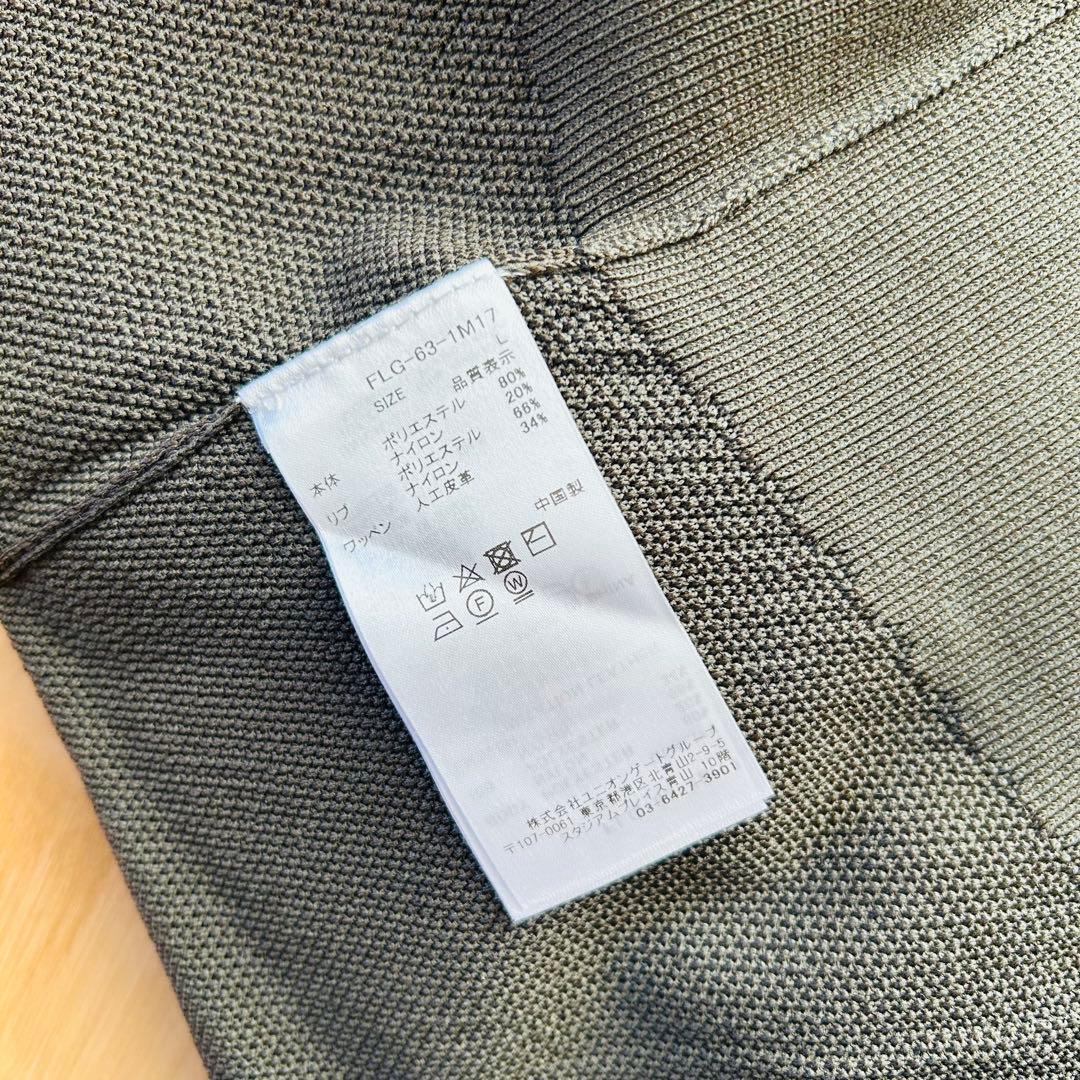 FLG-63-1M17
SIZE L
品質表示
本体 ポリエステル 80%
ナイロン 20%
リブ ポリエステル 66%
ナイロン 34%
ワッペン 人工皮革
中国製
F W
株式会社ユニオンゲートグループ
〒107-0061 東京都港区北青山2-9-5
スタジアムプレイス青山 10階
03-6427-3901